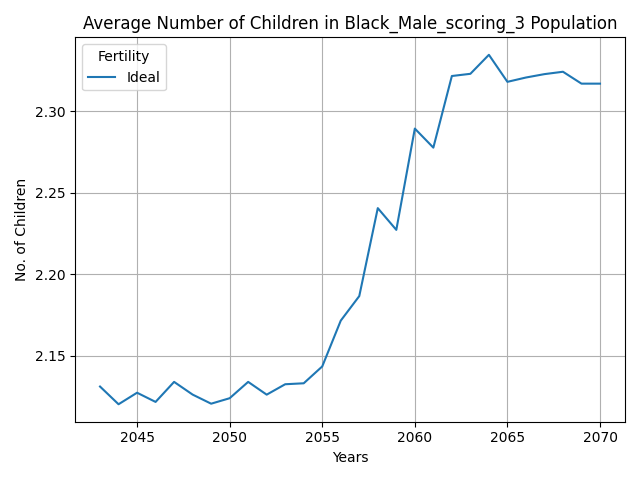 Average Number of Children in Black_Male_scoring_3 Population
Fertility
Ideal
2.30
2.25
2.20
2.15
No. of Children
2045 2050 2055 2060 2065 2070
Years